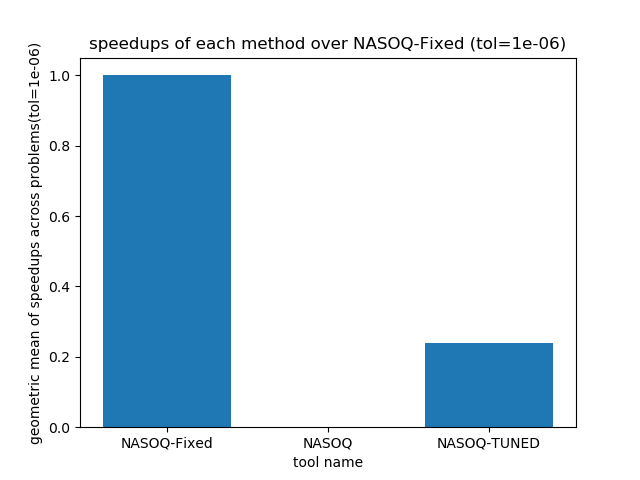 speedups of each method over NASOQ-Fixed (tol=1e-06)
geometric mean of speedups across problems(tol=1e-06)
1.0
0.8
0.6
0.4
0.2
0.0
NASOQ-Fixed NASOQ NASOQ-TUNED
tool name